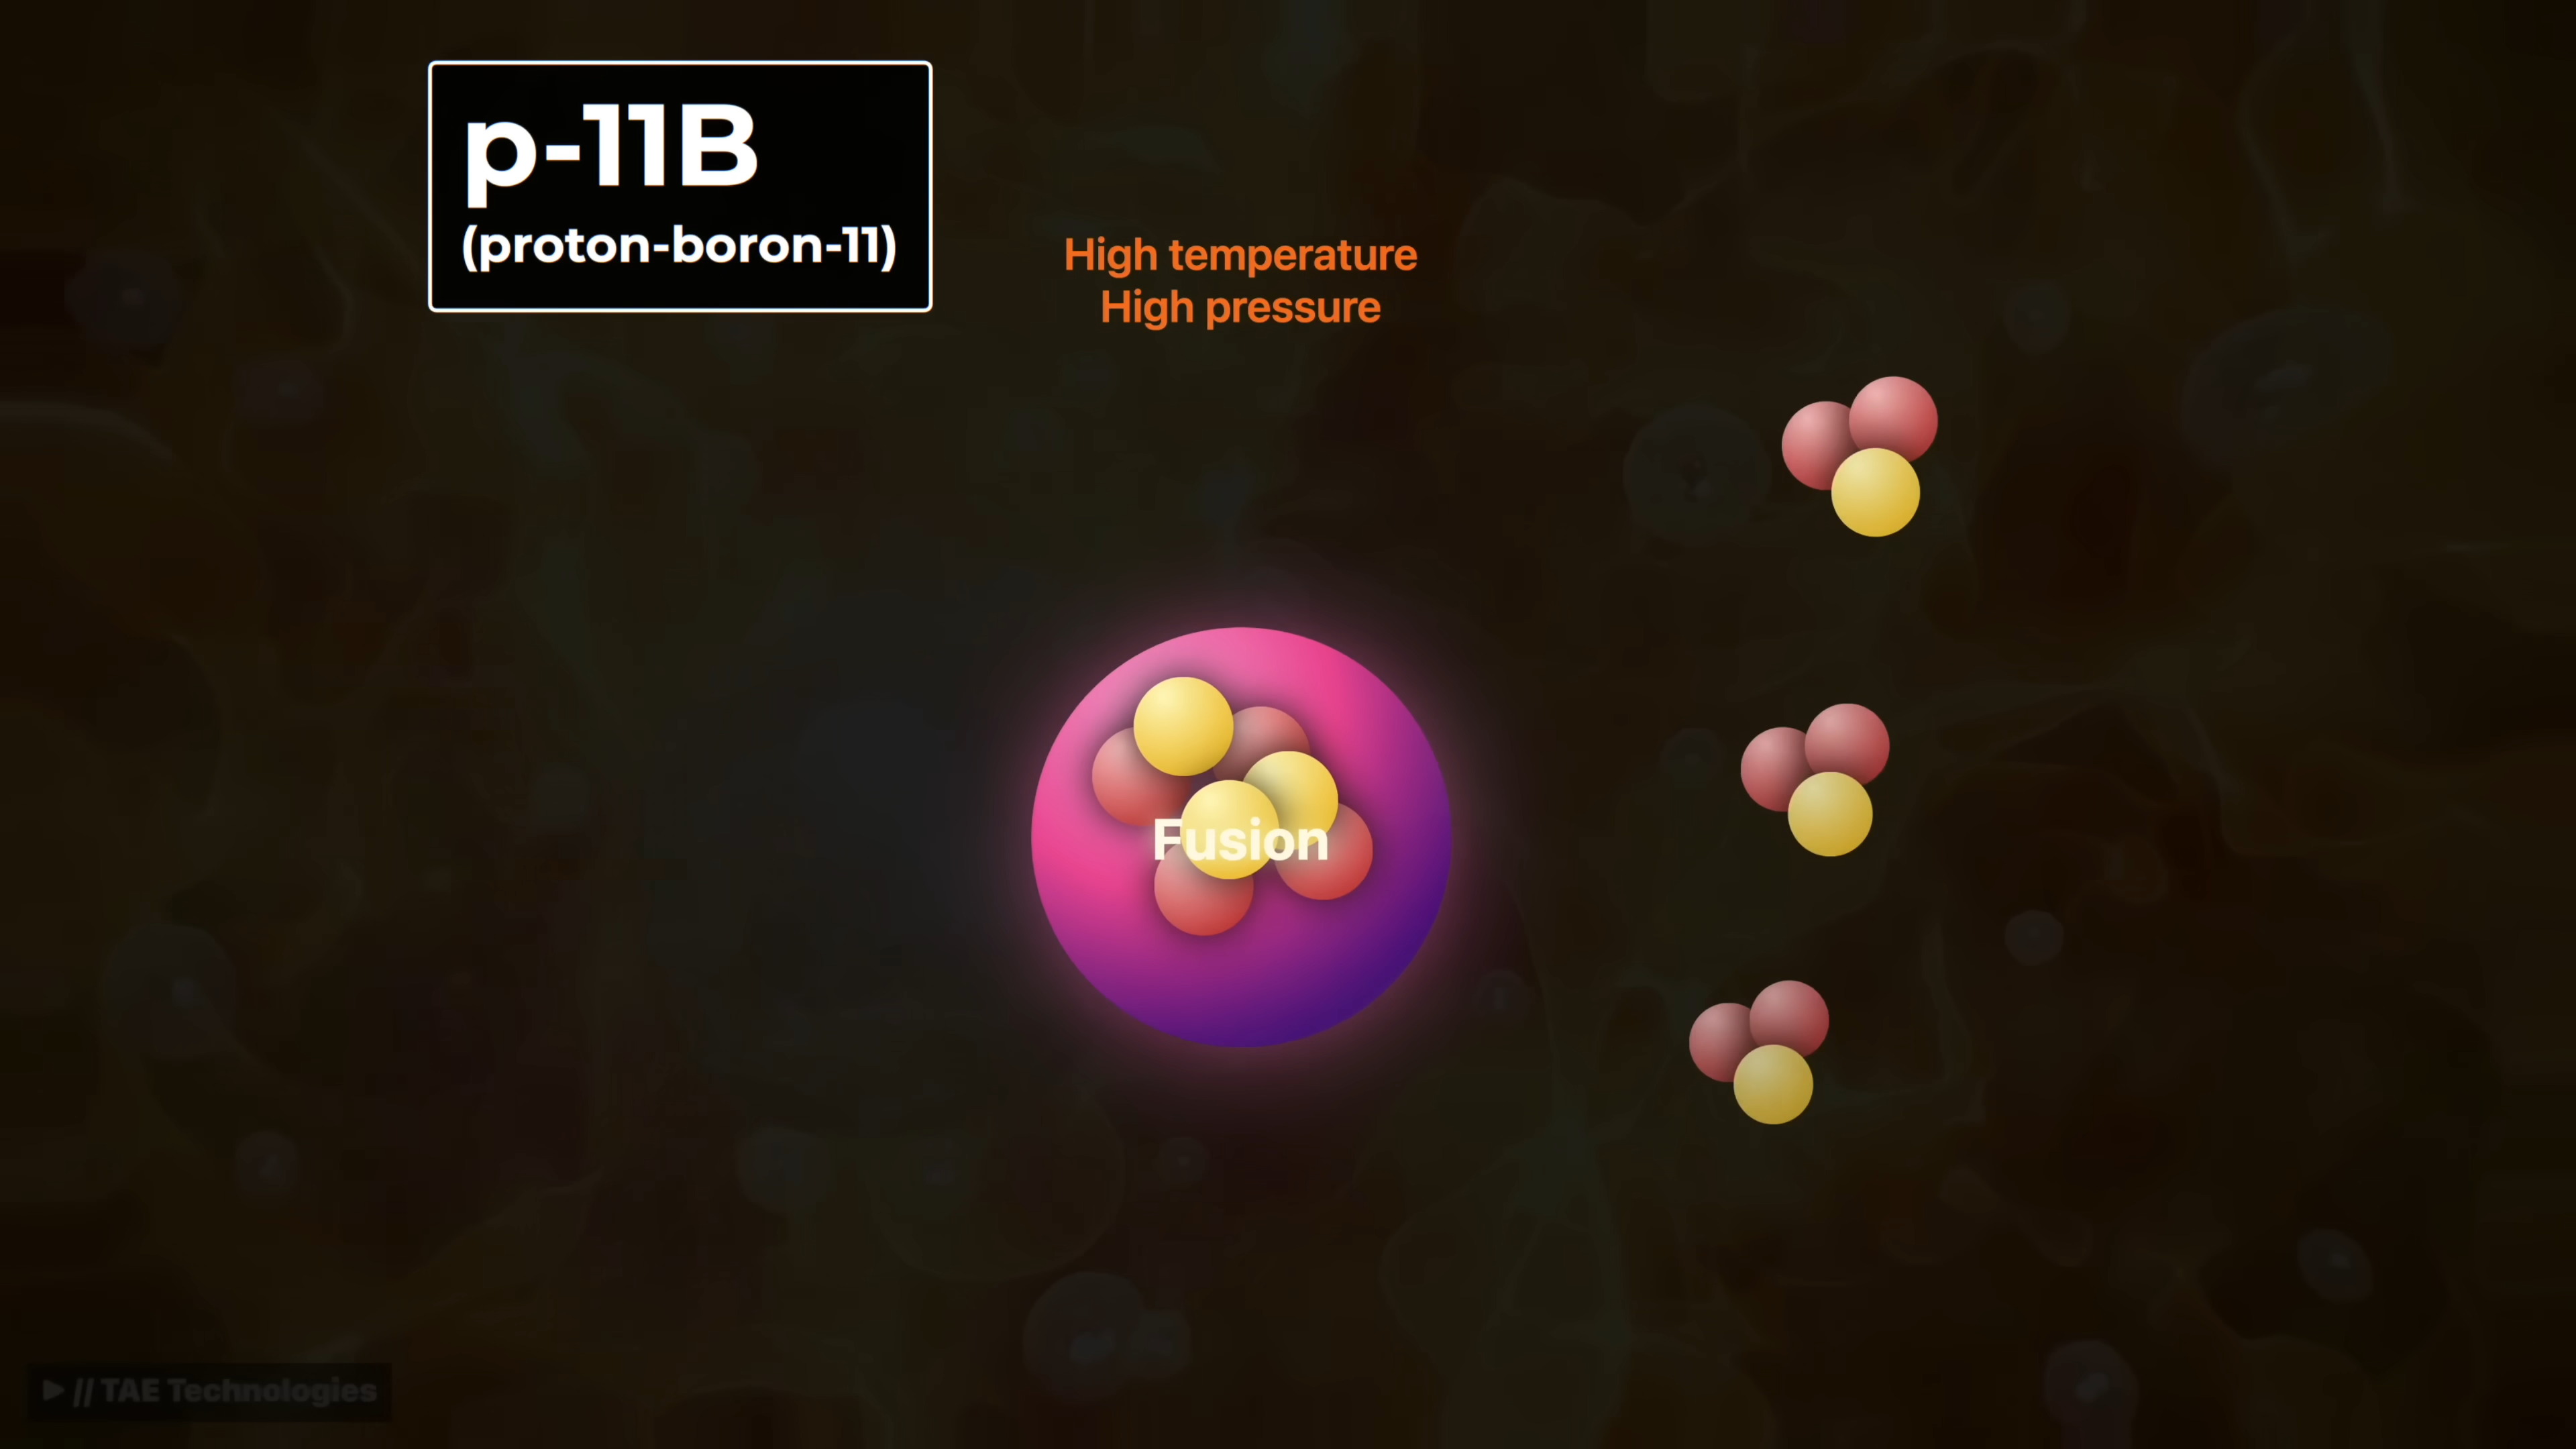 p-11B
(proton-boron-11)
High temperature
High pressure
Fusion
// TAE Technologies